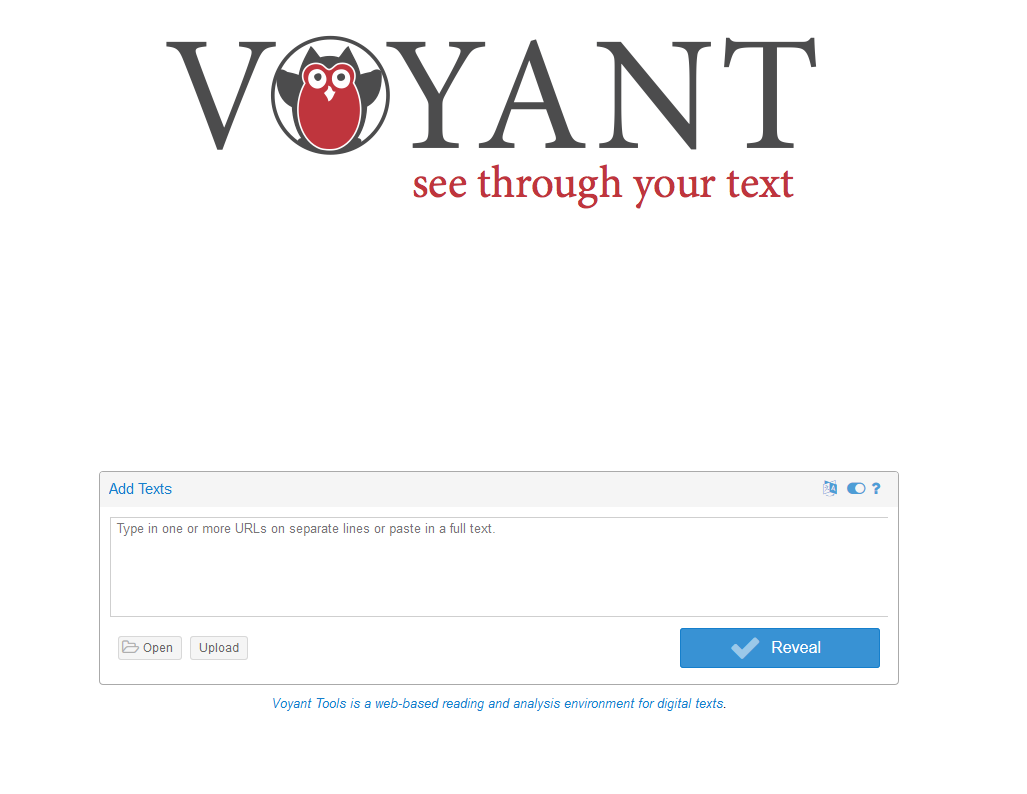 VOYANT
see through your text
Add Texts
?
Type in one or more URLs on separate lines or paste in a full text.
Open
Upload
Reveal
Voyant Tools is a web-based reading and analysis environment for digital texts.